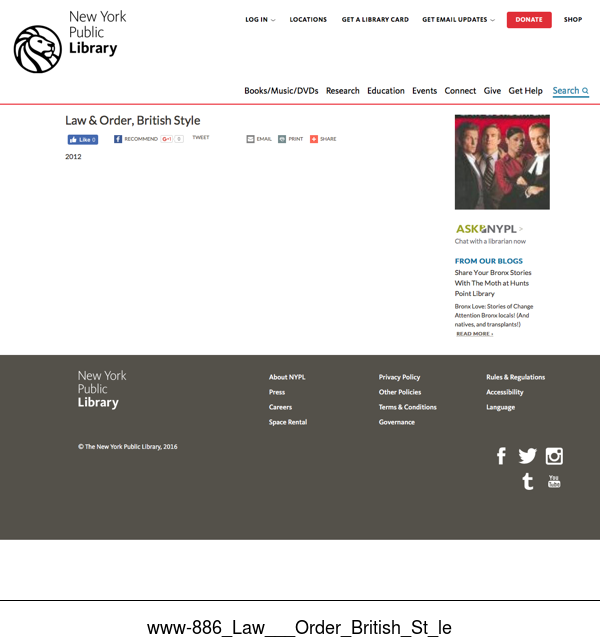 New York
Public
Library
LOG IN
LOCATIONS
GET A LIBRARY CARD
GET EMAIL UPDATES
DONATE
SHOP
Books/Music/DVDs
Research
Education
Events
Connect
Give
Get Help
Search
Law & Order, British Style
Like 0
RECOMMEND
G+1 0
TWEET
EMAIL
PRINT
SHARE
2012
ASK NYPL >
Chat with a librarian now
FROM OUR BLOGS
Share Your Bronx Stories
With The Moth at Hunts
Point Library
Bronx Love: Stories of Change
Attention Bronx locals! (And
natives, and transplants!)
READ MORE ›
New York
Public
Library
About NYPL
Press
Careers
Space Rental
Privacy Policy
Other Policies
Terms & Conditions
Governance
Rules & Regulations
Accessibility
Language
© The New York Public Library, 2016
You
Tube
www-886_Law___Order_British_St_le